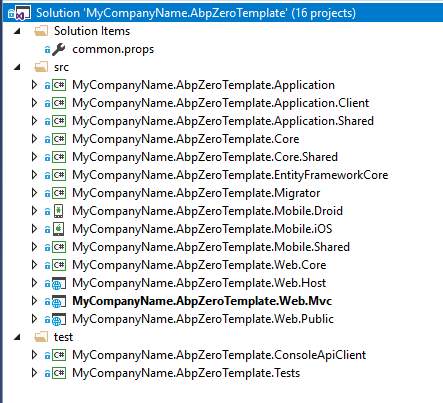 Solution 'MyCompanyName.AbpZeroTemplate' (16 projects)
Solution Items
common.props
src
MyCompanyName.AbpZeroTemplate.Application
MyCompanyName.AbpZeroTemplate.Application.Client
MyCompanyName.AbpZeroTemplate.Application.Shared
MyCompanyName.AbpZeroTemplate.Core
MyCompanyName.AbpZeroTemplate.Core.Shared
MyCompanyName.AbpZeroTemplate.EntityFrameworkCore
MyCompanyName.AbpZeroTemplate.Migrator
MyCompanyName.AbpZeroTemplate.Mobile.Droid
MyCompanyName.AbpZeroTemplate.Mobile.iOS
MyCompanyName.AbpZeroTemplate.Mobile.Shared
MyCompanyName.AbpZeroTemplate.Web.Core
MyCompanyName.AbpZeroTemplate.Web.Host
MyCompanyName.AbpZeroTemplate.Web.Mvc
MyCompanyName.AbpZeroTemplate.Web.Public
test
MyCompanyName.AbpZeroTemplate.ConsoleApiClient
MyCompanyName.AbpZeroTemplate.Tests